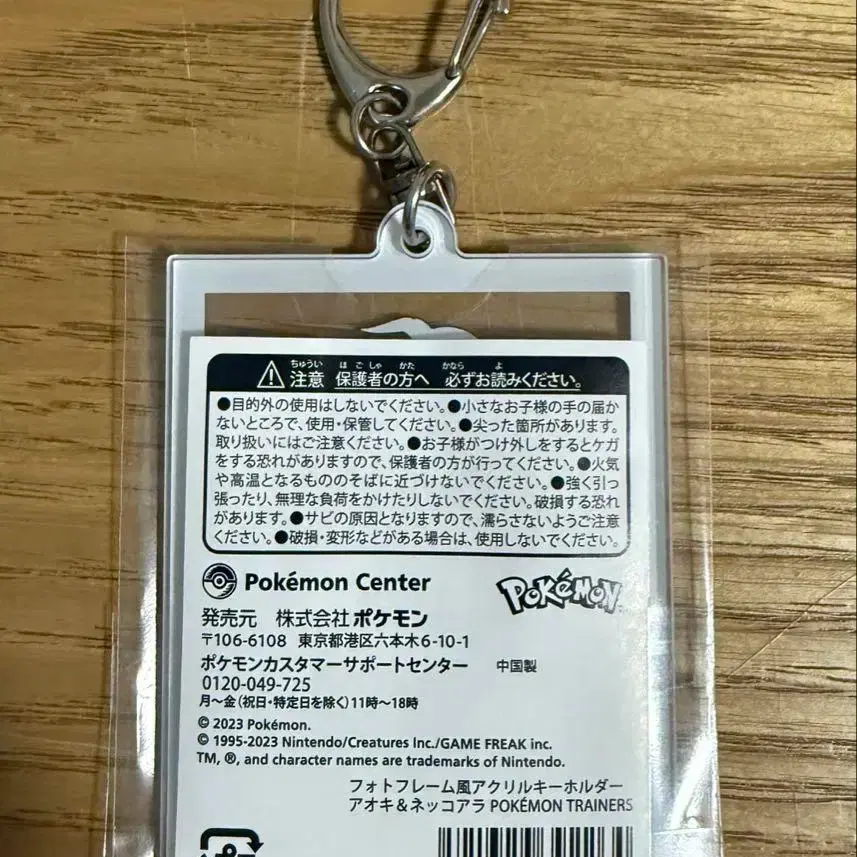 注意 保護者の方へ 必ずお読みください。
●目的外の使用はしないでください。●小さなお子様の手の届か
ないところで、使用・保管してください。●尖った箇所があります。
取り扱いにはご注意ください。●お子様がつけ外しをするとケガ
をする恐れがありますので、保護者の方が行ってください。●火気
や高温となるもののそばに近づけないでください。●強く引っ
張ったり、無理な負荷をかけたりしないでください。破損する恐れ
があります。●サビの原因となりますので、濡らさないようご注意
ください。●破損・変形などがある場合は、使用しないでください。
Pokémon Center
POKéMON
発売元 株式会社ポケモン
〒106-6108 東京都港区六本木6-10-1
ポケモンカスタマーサポートセンター 中国製
0120-049-725
月～金(祝日・特定日を除く)11時～18時
© 2023 Pokémon.
© 1995-2023 Nintendo/Creatures Inc./GAME FREAK inc.
TM, ®, and character names are trademarks of Nintendo.
フォトフレーム風アクリルキーホルダー
アオキ＆ネッコアラ POKÉMON TRAINERS